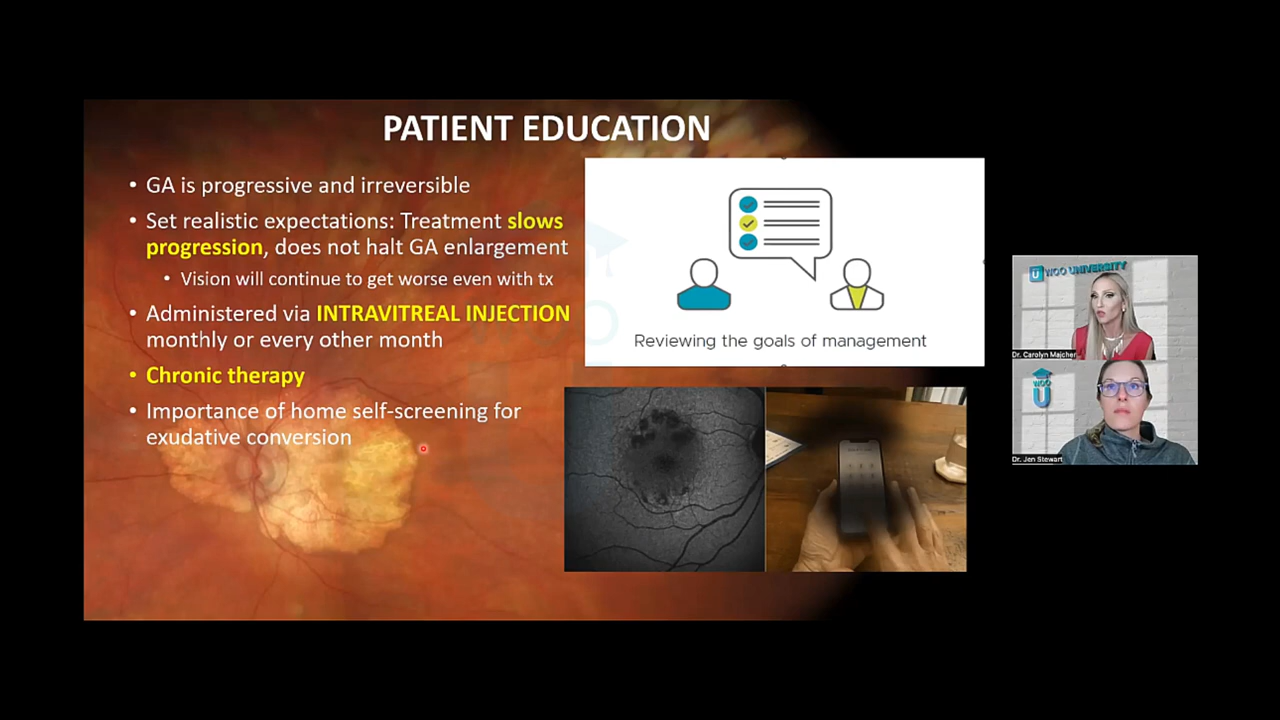 PATIENT EDUCATION
• GA is progressive and irreversible
• Set realistic expectations: Treatment slows
progression, does not halt GA enlargement
• Vision will continue to get worse even with tx
• Administered via INTRAVITREAL INJECTION
monthly or every other month
• Chronic therapy
• Importance of home self-screening for
exudative conversion
Reviewing the goals of management
U WOO UNIVERSITY
Dr. Carolyn Majcher
WOO
U
Dr. Jen Stewart